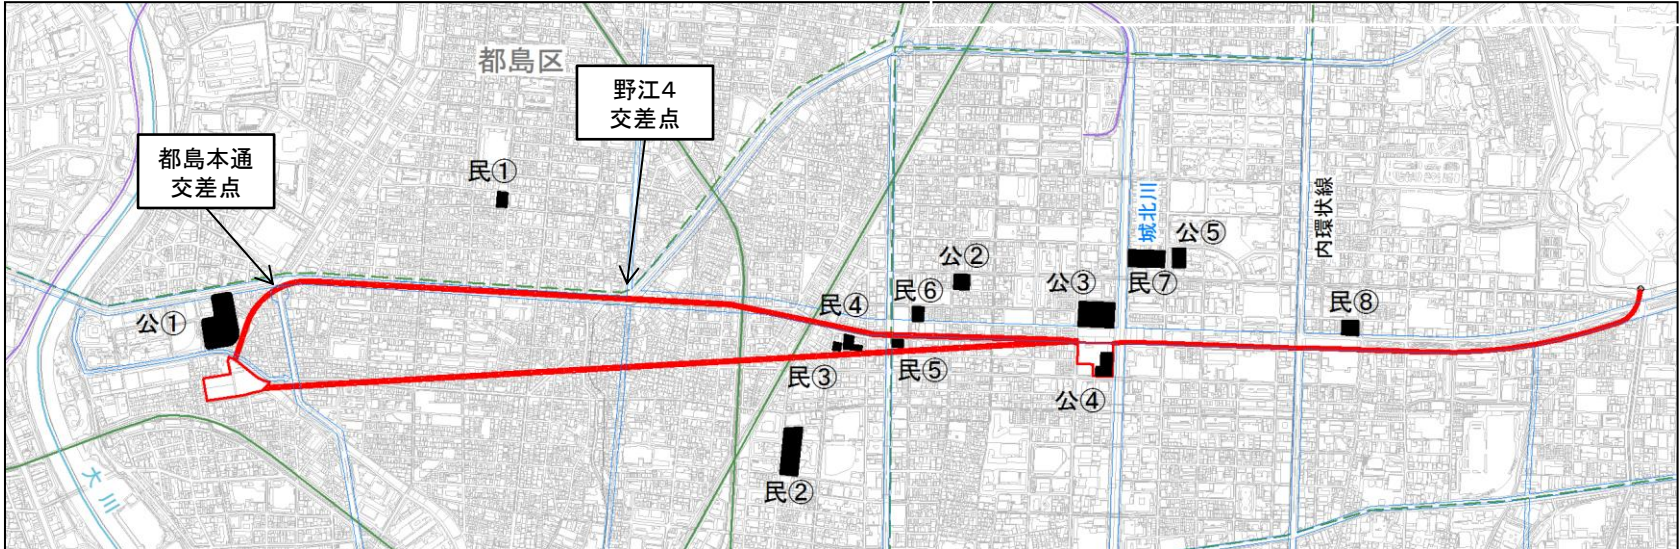 都島区
野江4
交差点
都島本通
交差点
民①
城北川
内環状線
公⑤
公②
公③
民⑦
民⑥
民④
民⑧
公①
民③
民⑤
公④
民②
大川